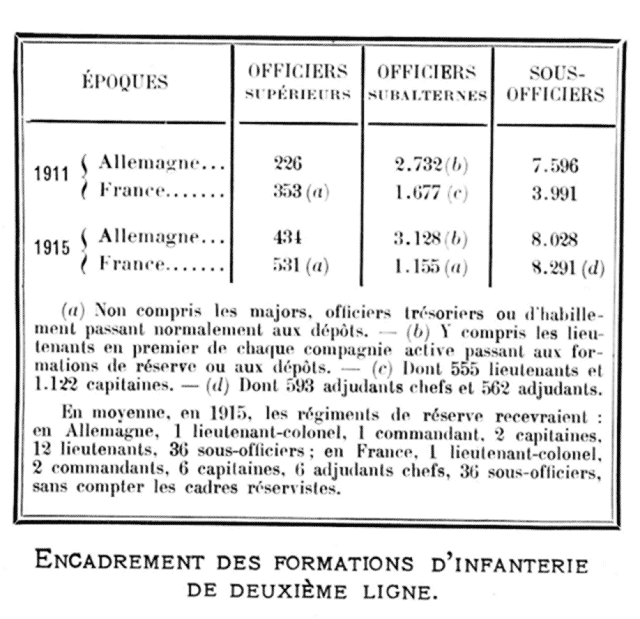 ÉPOQUES OFFICIERS SUPÉRIEURS OFFICIERS SUBALTERNES SOUS-OFFICIERS
1911 Allemagne... 226 2.732 (b) 7.596
France....... 353 (a) 1.677 (c) 3.991
1915 Allemagne... 434 3.128 (b) 8.028
France....... 531 (a) 1.155 (a) 8.291 (d)
(a) Non compris les majors, officiers trésoriers ou d'habille-
ment passant normalement aux dépôts. — (b) Y compris les lieu-
tenants en premier de chaque compagnie active passant aux for-
mations de réserve ou aux dépôts. — (c) Dont 555 lieutenants et
1.122 capitaines. — (d) Dont 593 adjudants chefs et 562 adjudants.
En moyenne, en 1915, les régiments de réserve recevraient :
en Allemagne, 1 lieutenant-colonel, 1 commandant, 2 capitaines,
12 lieutenants, 36 sous-officiers ; en France, 1 lieutenant-colonel,
2 commandants, 6 capitaines, 6 adjudants chefs, 36 sous-officiers,
sans compter les cadres réservistes.
ENCADREMENT DES FORMATIONS D'INFANTERIE
DE DEUXIÈME LIGNE.